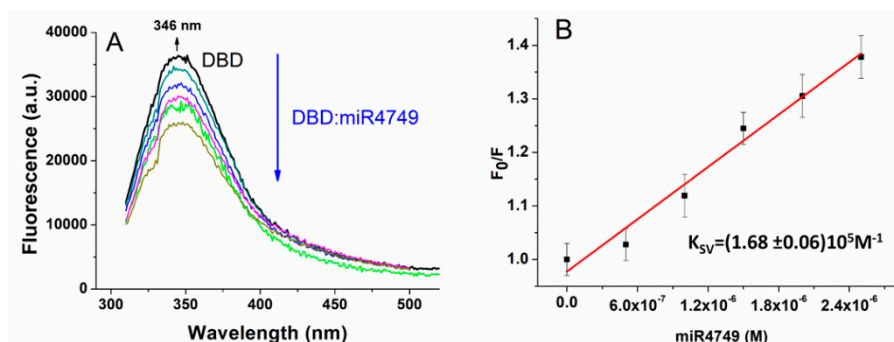 A
346 nm
DBD
DBD:miR4749
Fluorescence (a.u.)
40000
30000
20000
10000
0
300
350
400
450
500
Wavelength (nm)
B
F₀/F
1.4
1.3
1.2
1.1
1.0
K_SV=(1.68 ±0.06)10⁵M⁻¹
0.0
6.0x10⁻⁷
1.2x10⁻⁶
1.8x10⁻⁶
2.4x10⁻⁶
miR4749 (M)